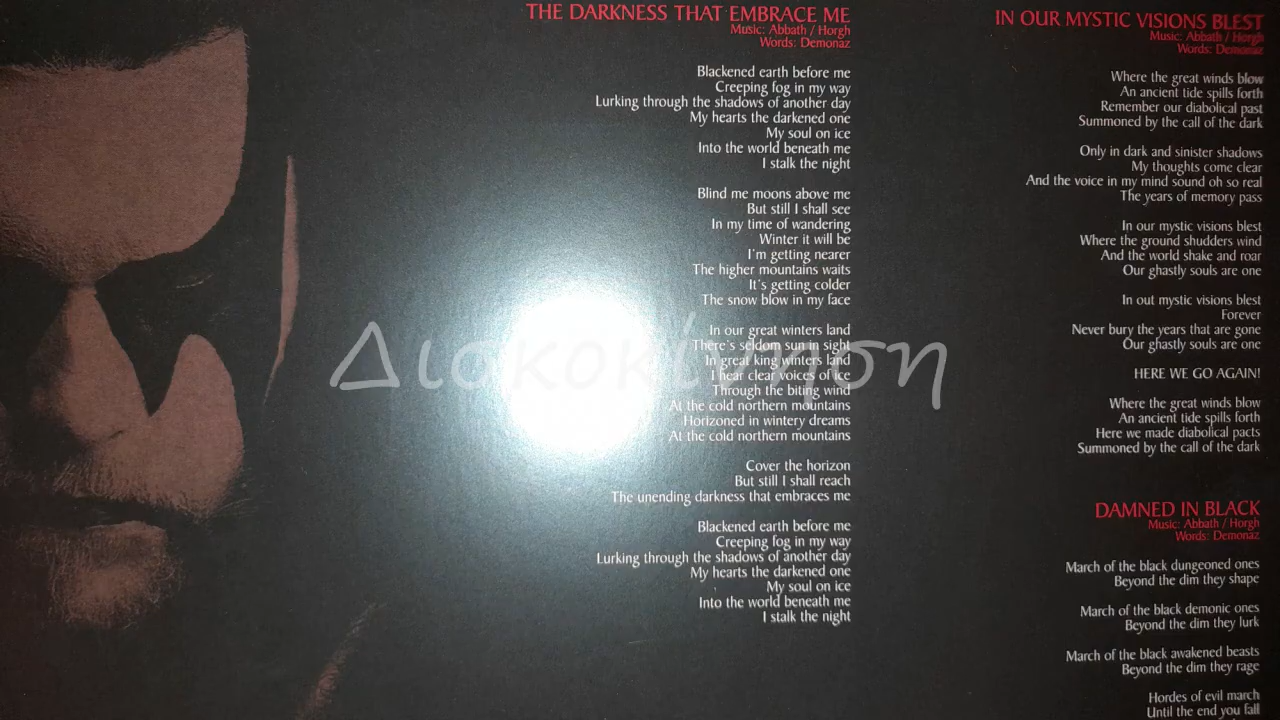 THE DARKNESS THAT EMBRACE ME
Music: Abbath / Horgh
Words: Demonaz
Blackened earth before me
Creeping fog in my way
Lurking through the shadows of another day
My hearts the darkened one
My soul on ice
Into the world beneath me
I stalk the night
Blind me moons above me
But still I shall see
In my time of wandering
Winter it will be
I'm getting nearer
The higher mountains waits
It's getting colder
The snow blow in my face
In our great winters land
There's seldom sun in sight
In great king winters land
I hear clear voices of ice
Through the biting wind
At the cold northern mountains
Horizoned in wintery dreams
At the cold northern mountains
Cover the horizon
But still I shall reach
The unending darkness that embraces me
Blackened earth before me
Creeping fog in my way
Lurking through the shadows of another day
My hearts the darkened one
My soul on ice
Into the world beneath me
I stalk the night
IN OUR MYSTIC VISIONS BLEST
Music: Abbath / Horgh
Words: Demonaz
Where the great winds blow
An ancient tide spills forth
Remember our diabolical past
Summoned by the call of the dark
Only in dark and sinister shadows
My thoughts come clear
And the voice in my mind sound oh so real
The years of memory pass
In our mystic visions blest
Where the ground shudders wind
And the world shake and roar
Our ghastly souls are one
In out mystic visions blest
Forever
Never bury the years that are gone
Our ghastly souls are one
HERE WE GO AGAIN!
Where the great winds blow
An ancient tide spills forth
Here we made diabolical pacts
Summoned by the call of the dark
DAMNED IN BLACK
Music: Abbath / Horgh
Words: Demonaz
March of the black dungeoned ones
Beyond the dim they shape
March of the black demonic ones
Beyond the dim they lurk
March of the black awakened beasts
Beyond the dim they rage
Hordes of evil march
Until the end you fall
Διακοκίνηση